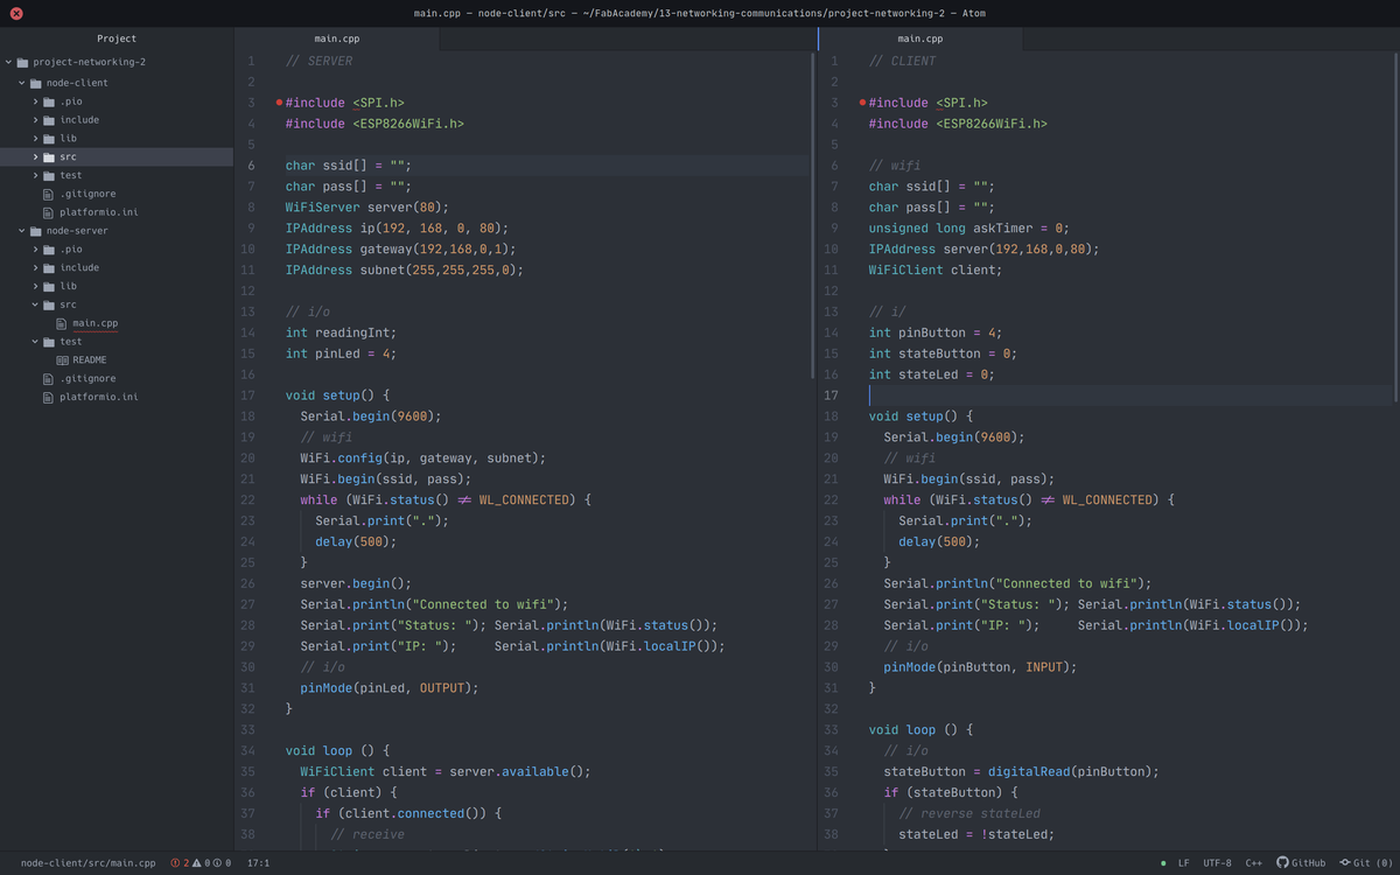 main.cpp — node-client/src — ~/FabAcademy/13-networking-communications/project-networking-2 — Atom
Project
project-networking-2
node-client
.pio
include
lib
src
test
.gitignore
platformio.ini
node-server
.pio
include
lib
src
main.cpp
test
README
.gitignore
platformio.ini
main.cpp
1 // SERVER
2
3 #include <SPI.h>
4 #include <ESP8266WiFi.h>
5
6 char ssid[] = "";
7 char pass[] = "";
8 WiFiServer server(80);
9 IPAddress ip(192, 168, 0, 80);
10 IPAddress gateway(192,168,0,1);
11 IPAddress subnet(255,255,255,0);
12
13 // i/o
14 int readingInt;
15 int pinLed = 4;
16
17 void setup() {
18 Serial.begin(9600);
19 // wifi
20 WiFi.config(ip, gateway, subnet);
21 WiFi.begin(ssid, pass);
22 while (WiFi.status() != WL_CONNECTED) {
23 Serial.print(".");
24 delay(500);
25 }
26 server.begin();
27 Serial.println("Connected to wifi");
28 Serial.print("Status: "); Serial.println(WiFi.status());
29 Serial.print("IP: "); Serial.println(WiFi.localIP());
30 // i/o
31 pinMode(pinLed, OUTPUT);
32 }
33
34 void loop () {
35 WiFiClient client = server.available();
36 if (client) {
37 if (client.connected()) {
38 // receive
main.cpp
1 // CLIENT
2
3 #include <SPI.h>
4 #include <ESP8266WiFi.h>
5
6 // wifi
7 char ssid[] = "";
8 char pass[] = "";
9 unsigned long askTimer = 0;
10 IPAddress server(192,168,0,80);
11 WiFiClient client;
12
13 // i/
14 int pinButton = 4;
15 int stateButton = 0;
16 int stateLed = 0;
17
18 void setup() {
19 Serial.begin(9600);
20 // wifi
21 WiFi.begin(ssid, pass);
22 while (WiFi.status() != WL_CONNECTED) {
23 Serial.print(".");
24 delay(500);
25 }
26 Serial.println("Connected to wifi");
27 Serial.print("Status: "); Serial.println(WiFi.status());
28 Serial.print("IP: "); Serial.println(WiFi.localIP());
29 // i/o
30 pinMode(pinButton, INPUT);
31 }
32
33 void loop () {
34 // i/o
35 stateButton = digitalRead(pinButton);
36 if (stateButton) {
37 // reverse stateLed
38 stateLed = !stateLed;
node-client/src/main.cpp 2 0 0 17:1 LF UTF-8 C++ GitHub Git (0)